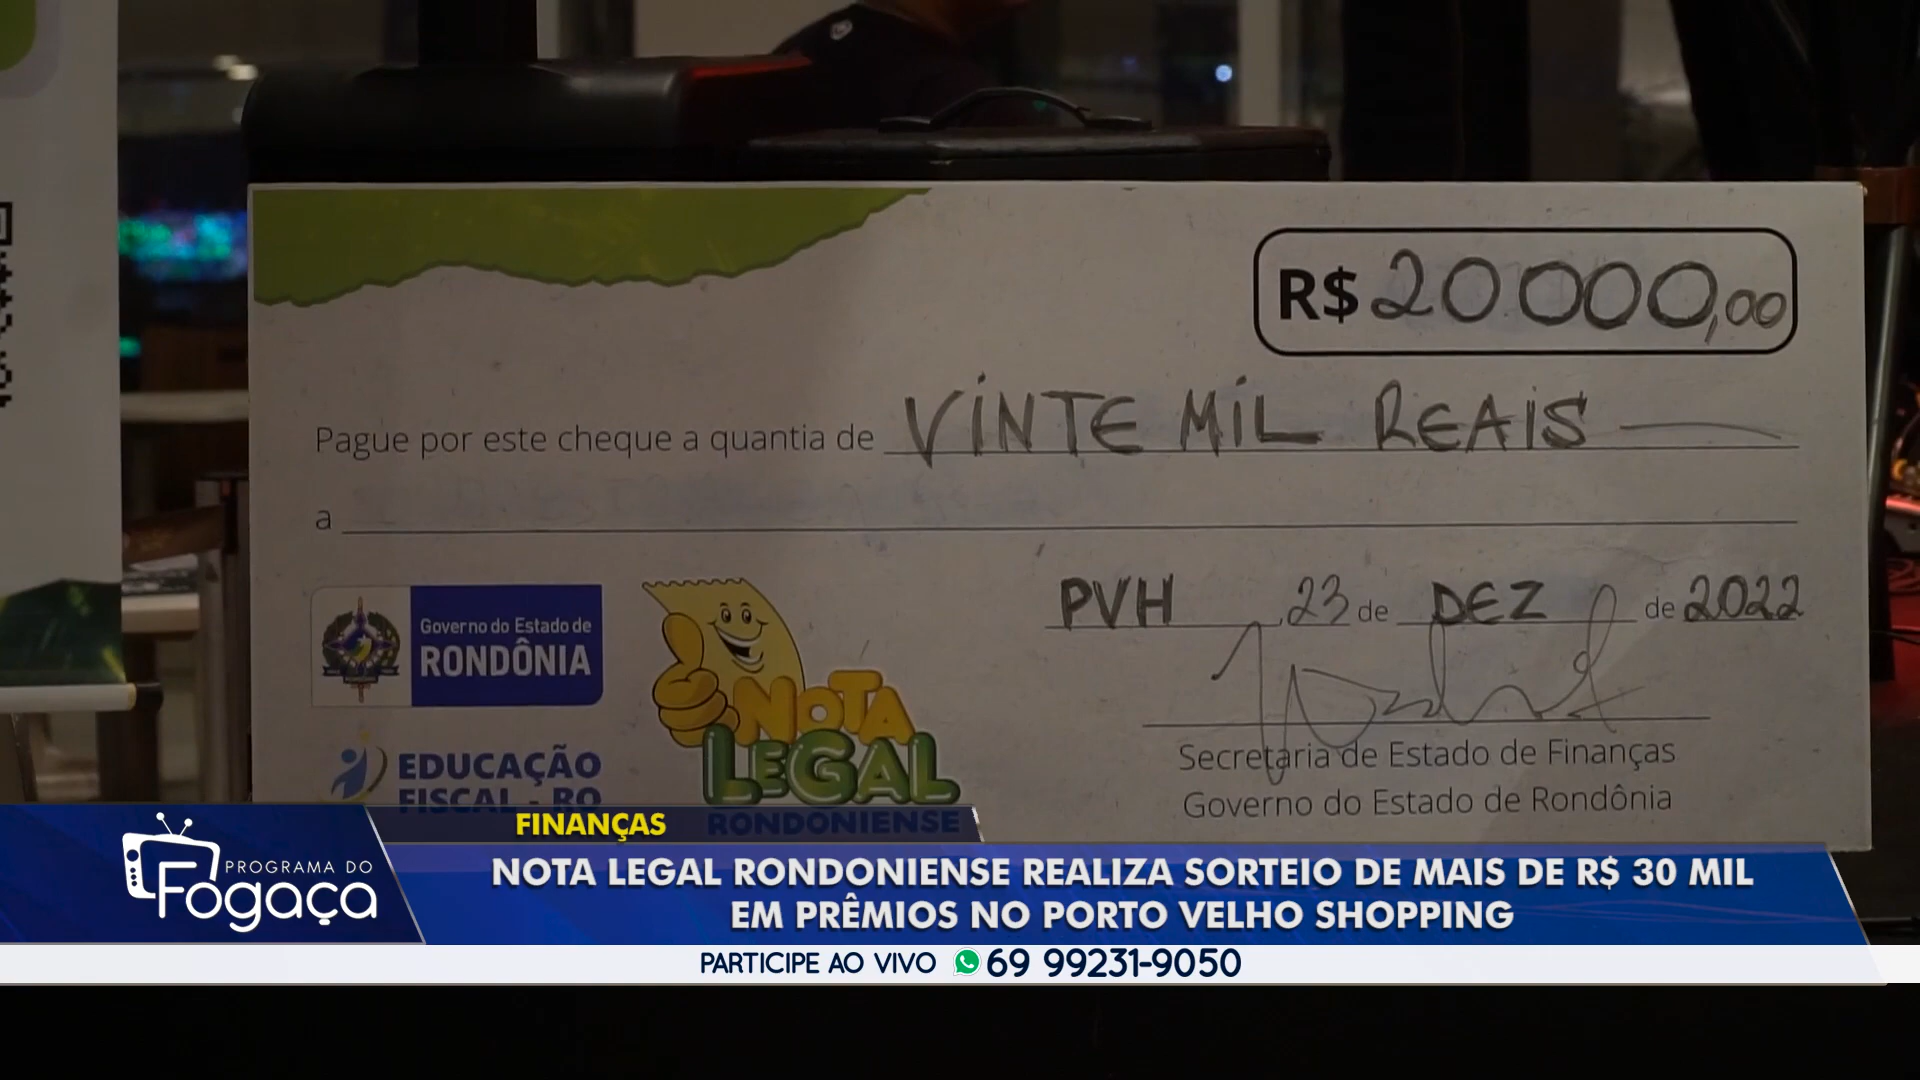 R$ 20000,00
Pague por este cheque a quantia de VINTE MIL REAIS
a
PVH, 23 de DEZ de 2022
Governo do Estado de
RONDÔNIA
NOTA
LEGAL
RONDONIENSE
EDUCAÇÃO
FISCAL - RO
Secretaria de Estado de Finanças
Governo do Estado de Rondônia
FINANÇAS
PROGRAMA DO
Fogaça
NOTA LEGAL RONDONIENSE REALIZA SORTEIO DE MAIS DE R$ 30 MIL
EM PRÊMIOS NO PORTO VELHO SHOPPING
PARTICIPE AO VIVO 69 99231-9050